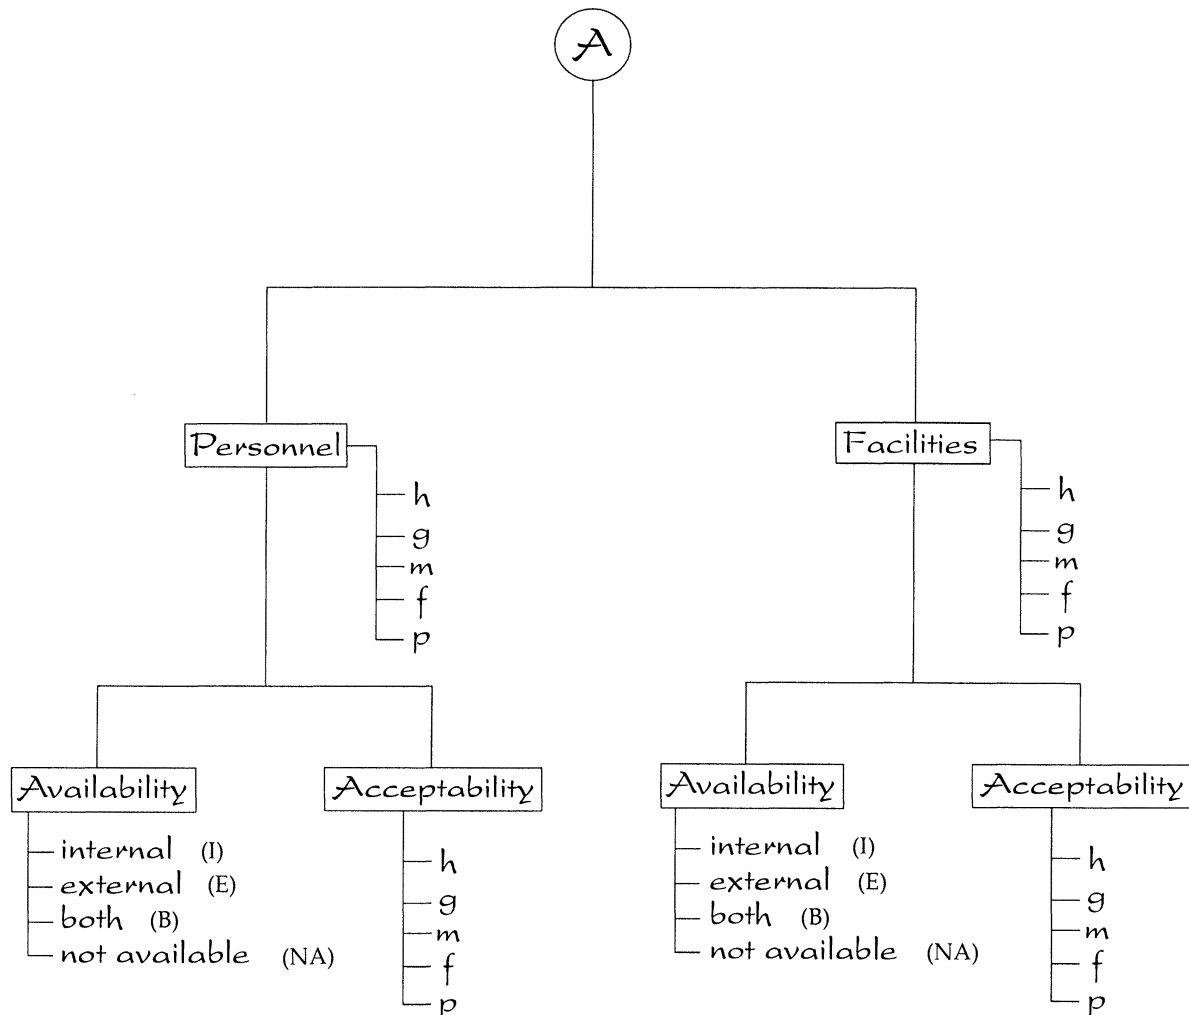 A
Personnel
h
g
m
f
p
Facilities
h
g
m
f
p
Availability
internal (I)
external (E)
both (B)
not available (NA)
Acceptability
h
g
m
f
p
Availability
internal (I)
external (E)
both (B)
not available (NA)
Acceptability
h
g
m
f
p